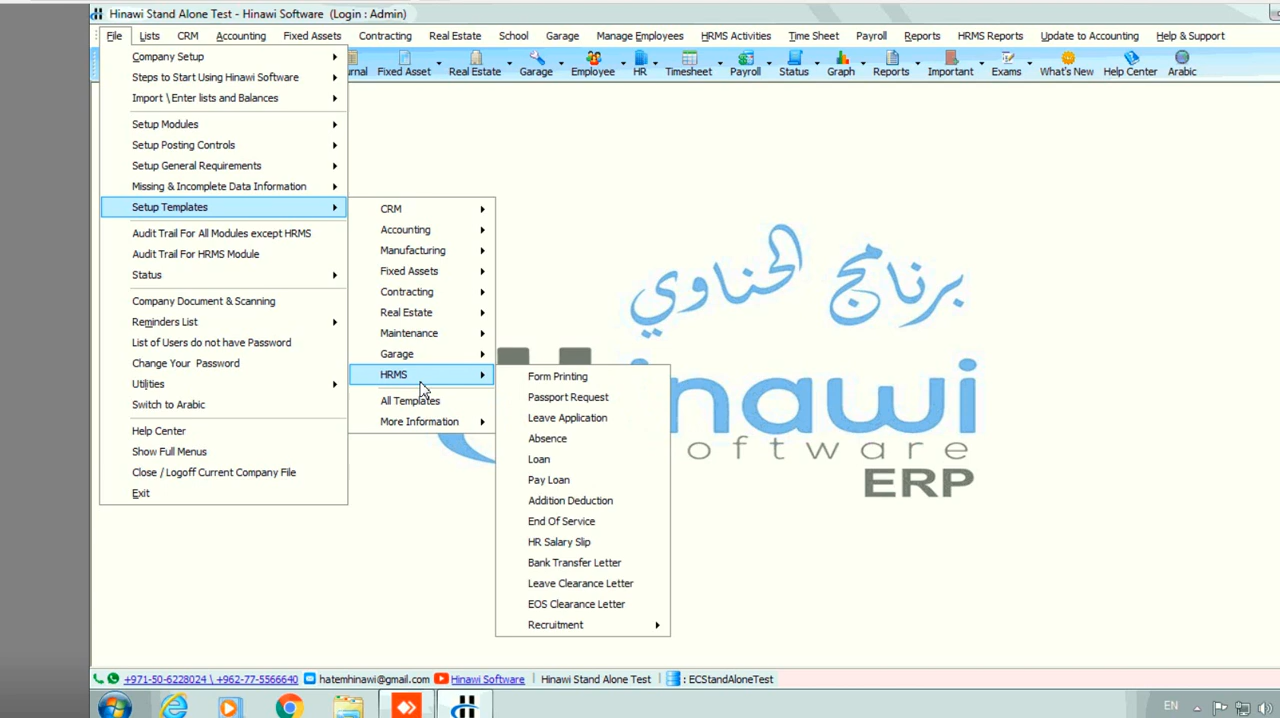 Hinawi Stand Alone Test - Hinawi Software (Login : Admin)
File Lists CRM Accounting Fixed Assets Contracting Real Estate School Garage Manage Employees HRMS Activities Time Sheet Payroll Reports HRMS Reports Update to Accounting Help & Support
Fixed Asset Real Estate Garage Employee HR Timesheet Payroll Status Graph Reports Important Exams What's New Help Center Arabic
Company Setup
Steps to Start Using Hinawi Software
Import \Enter lists and Balances
Setup Modules
Setup Posting Controls
Setup General Requirements
Missing & Incomplete Data Information
Setup Templates
Audit Trail For All Modules except HRMS
Audit Trail For HRMS Module
Status
Company Document & Scanning
Reminders List
List of Users do not have Password
Change Your Password
Utilities
Switch to Arabic
Help Center
Show Full Menus
Close / Logoff Current Company File
Exit
CRM
Accounting
Manufacturing
Fixed Assets
Contracting
Real Estate
Maintenance
Garage
HRMS
All Templates
More Information
Form Printing
Passport Request
Leave Application
Absence
Loan
Pay Loan
Addition Deduction
End Of Service
HR Salary Slip
Bank Transfer Letter
Leave Clearance Letter
EOS Clearance Letter
Recruitment
برنامج الحناوي
inawi
oftware
ERP
+971-50-6228024 \ +962-77-5566640 hatemhinawi@gmail.com Hinawi Software Hinawi Stand Alone Test : ECStandAloneTest
EN